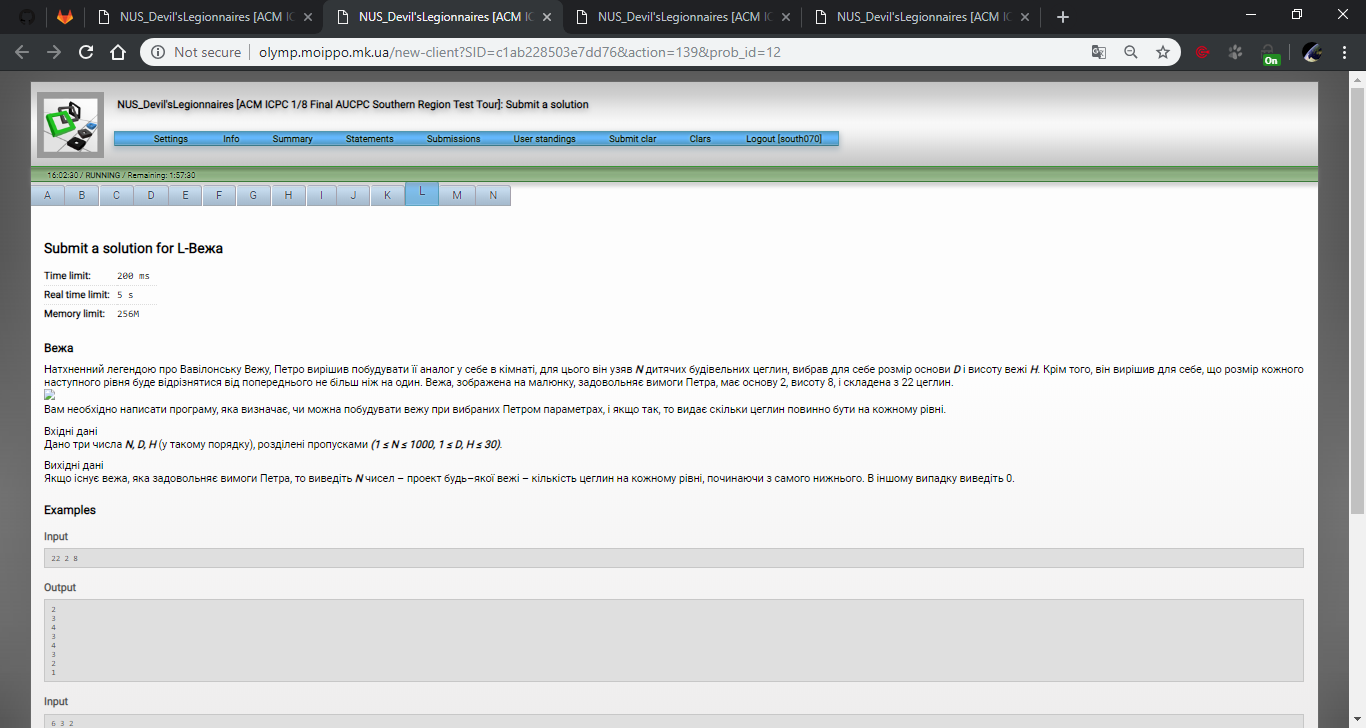 NUS_Devil'sLegionnaires [ACM IC
NUS_Devil'sLegionnaires [ACM IC
NUS_Devil'sLegionnaires [ACM IC
NUS_Devil'sLegionnaires [ACM IC
Not secure olymp.moippo.mk.ua/new-client?SID=c1ab228503e7dd76&action=139&prob_id=12
On
NUS_Devil'sLegionnaires [ACM ICPC 1/8 Final AUCPC Southern Region Test Tour]: Submit a solution
Settings Info Summary Statements Submissions User standings Submit clar Clars Logout [south070]
16:02:30 / RUNNING / Remaining: 1:57:30
A B C D E F G H I J K L M N
Submit a solution for L-Вежа
Time limit: 200 ms
Real time limit: 5 s
Memory limit: 256M
Вежа
Натхненний легендою про Вавілонську Вежу, Петро вирішив побудувати її аналог у себе в кімнаті, для цього він узяв N дитячих будівельних цеглин, вибрав для себе розмір основи D і висоту вежі H. Крім того, він вирішив для себе, що розмір кожного
наступного рівня буде відрізнятися від попереднього не більш ніж на один. Вежа, зображена на малюнку, задовольняє вимоги Петра, має основу 2, висоту 8, і складена з 22 цеглин.
Вам необхідно написати програму, яка визначає, чи можна побудувати вежу при вибраних Петром параметрах, і якщо так, то видає скільки цеглин повинно бути на кожному рівні.
Вхідні дані
Дано три числа N, D, H (у такому порядку), розділені пропусками (1 ≤ N ≤ 1000, 1 ≤ D, H ≤ 30).
Вихідні дані
Якщо існує вежа, яка задовольняє вимоги Петра, то виведіть N чисел – проект будь–якої вежі – кількість цеглин на кожному рівні, починаючи з самого нижнього. В іншому випадку виведіть 0.
Examples
Input
22 2 8
Output
2
3
4
3
4
3
2
1
Input
6 3 2